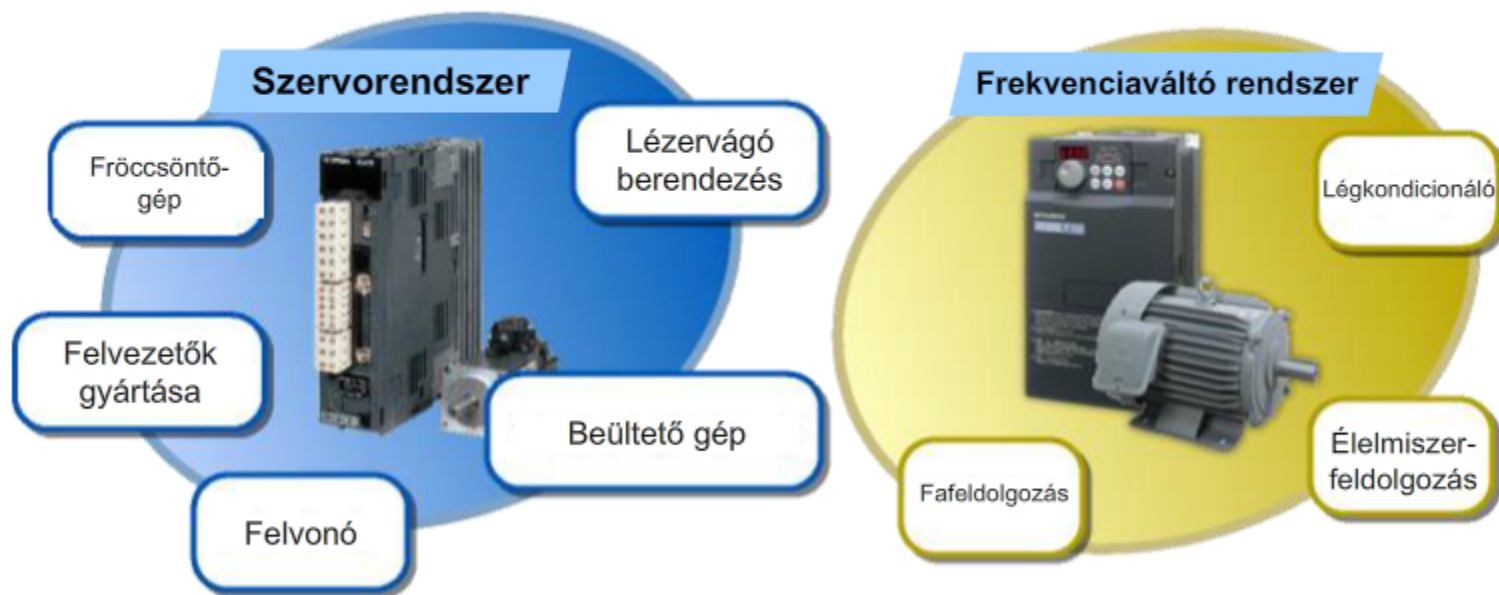 Szervorendszer
Fröccsöntő-
gép
Lézervágó
berendezés
Felvezetők
gyártása
Beültető gép
Felvonó
Frekvenciaváltó rendszer
Légkondicionáló
Élelmiszer-
feldolgozás
Fafeldolgozás